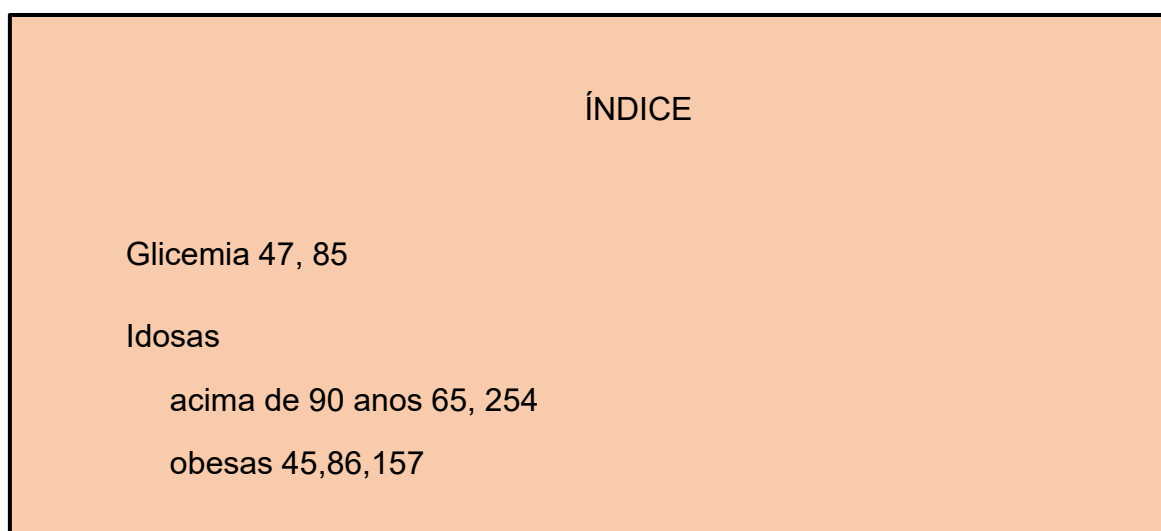 ÍNDICE
Glicemia 47, 85
Idosas
acima de 90 anos 65, 254
obesas 45,86,157